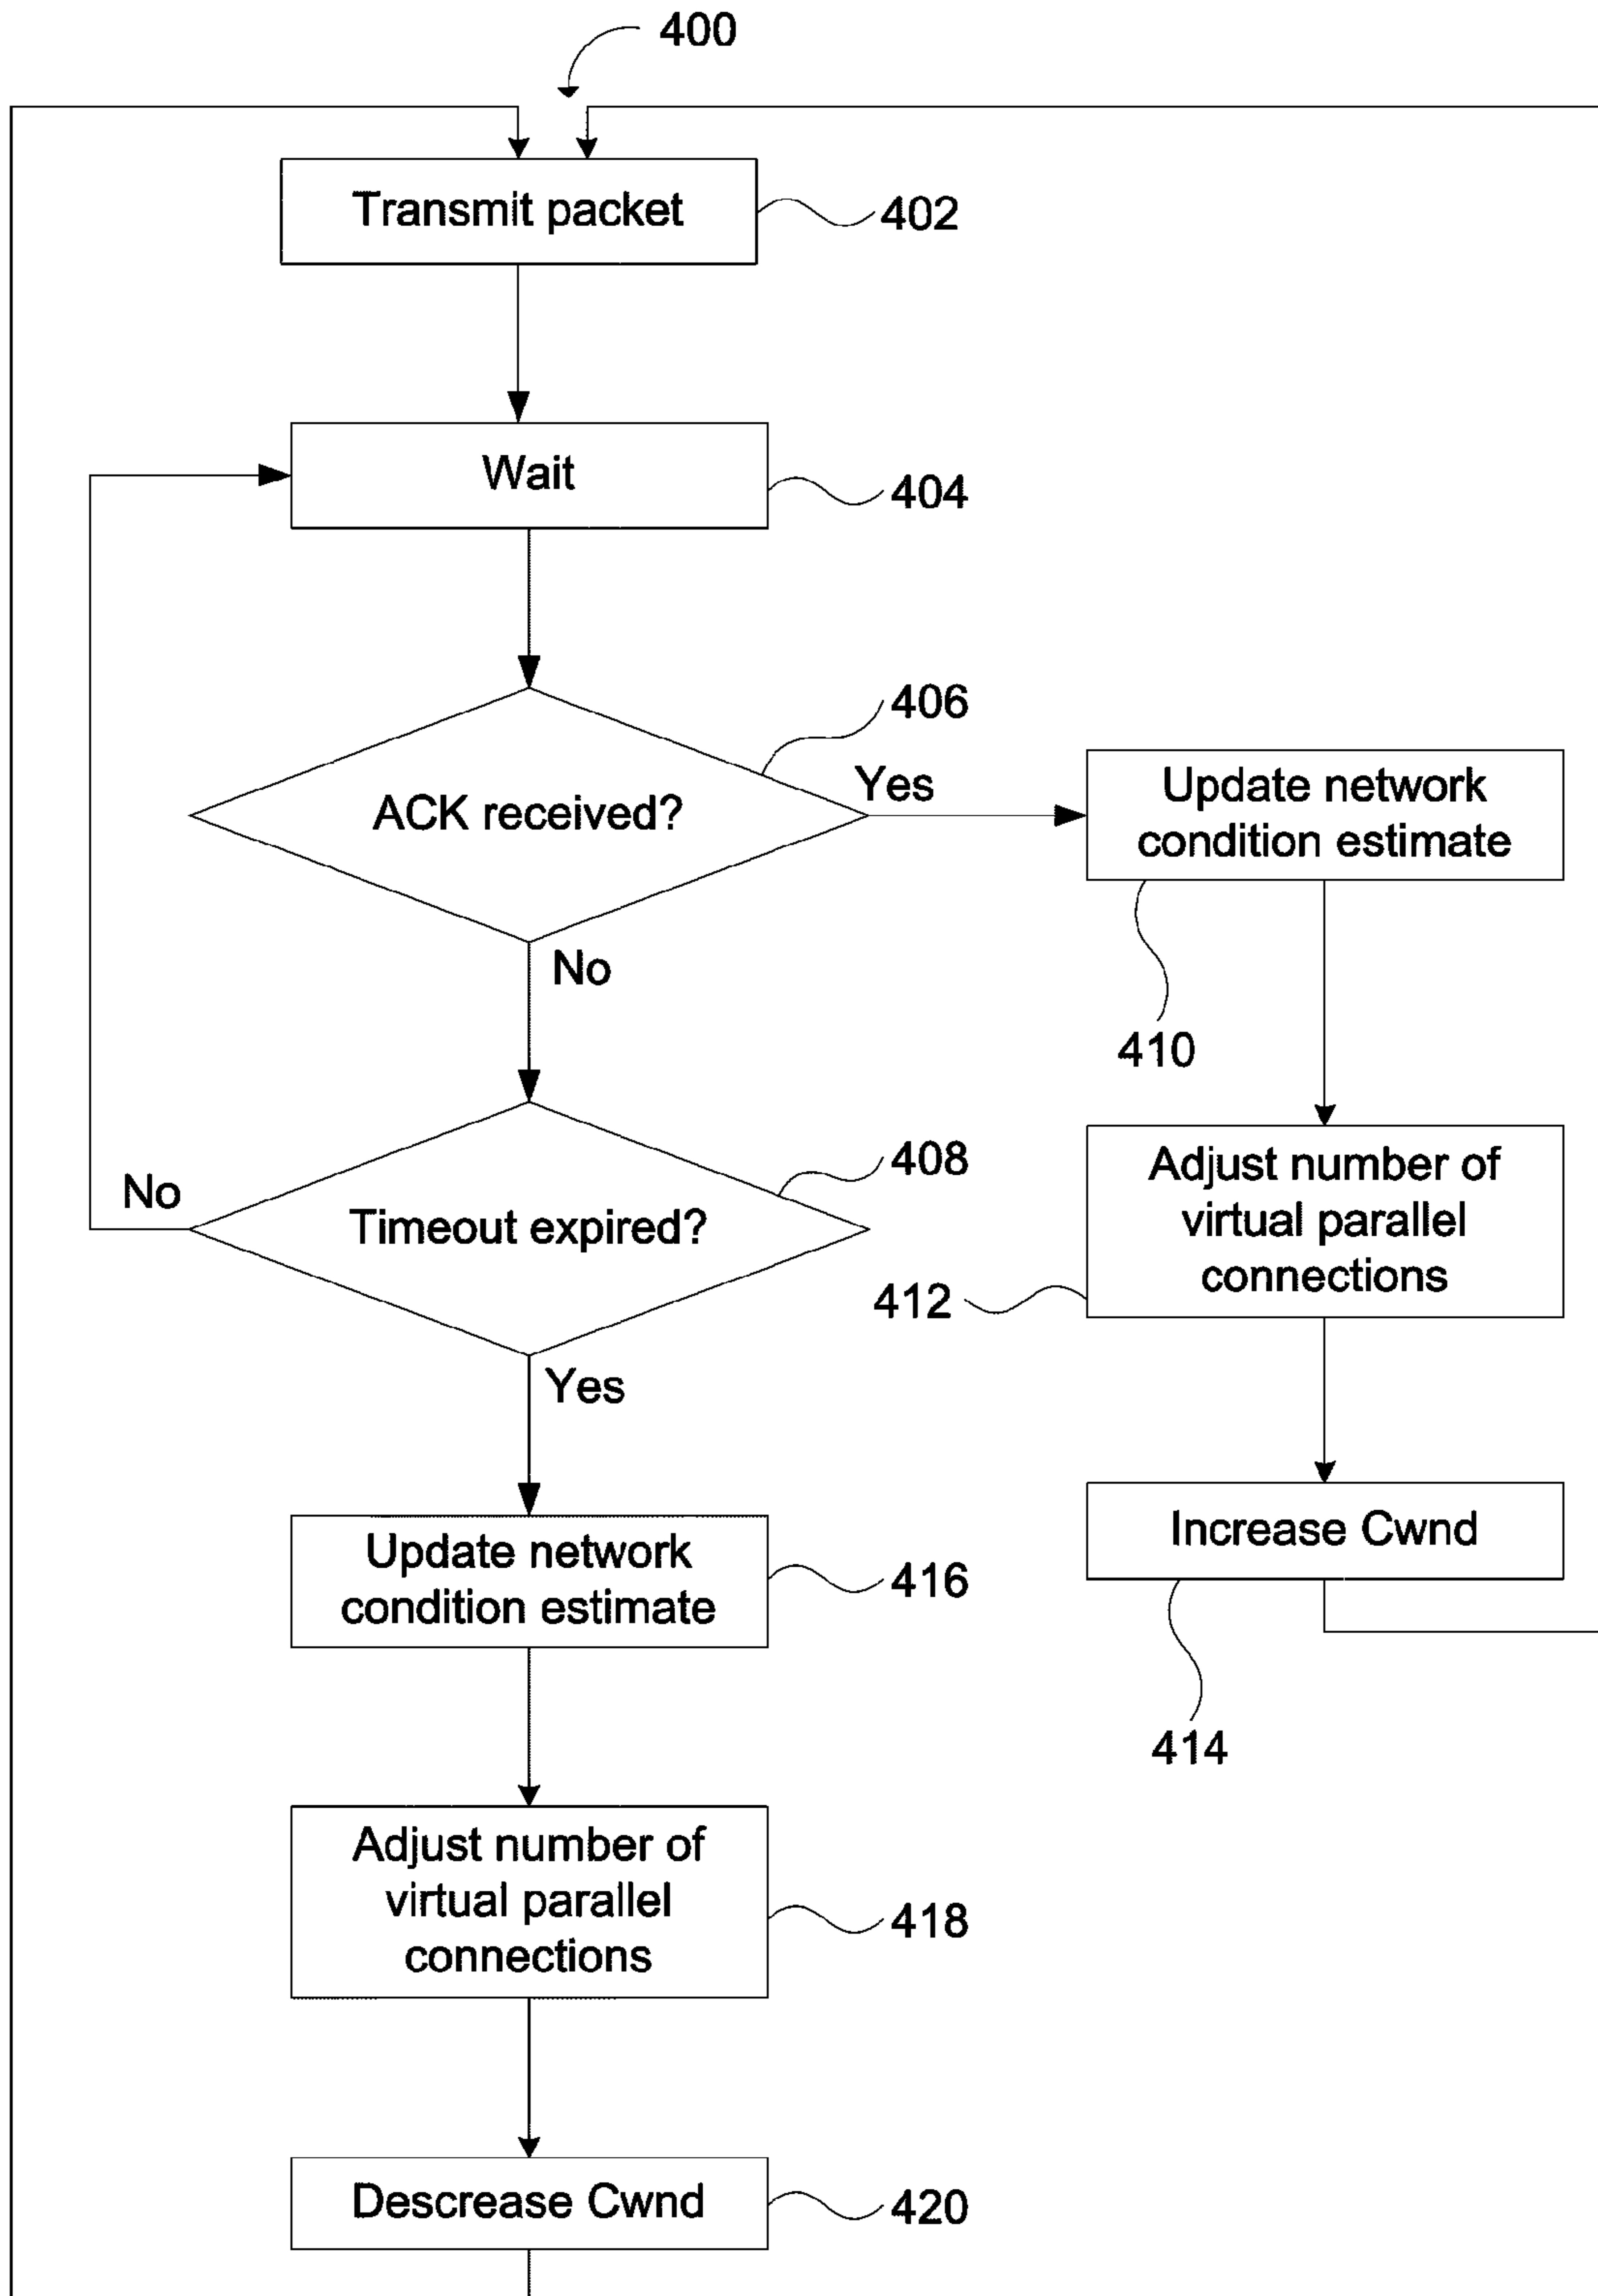 400
Transmit packet
402
Wait
404
406
ACK received?
Yes
Update network
condition estimate
No
410
Adjust number of
virtual parallel
connections
408
No
Timeout expired?
412
Yes
Increase Cwnd
Update network
condition estimate
416
414
Adjust number of
virtual parallel
connections
418
Descrease Cwnd
420